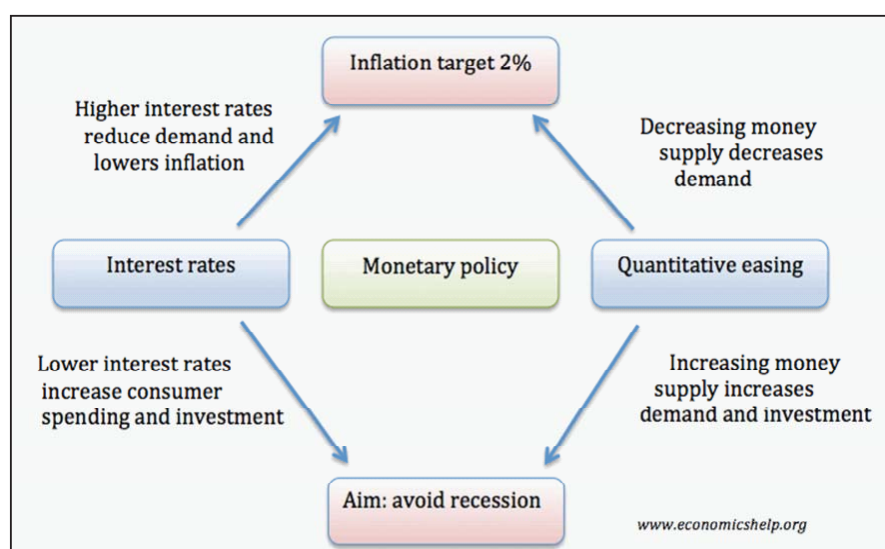 Inflation target 2%
Higher interest rates
reduce demand and
lowers inflation
Decreasing money
supply decreases
demand
Interest rates
Monetary policy
Quantitative easing
Lower interest rates
increase consumer
spending and investment
Increasing money
supply increases
demand and investment
Aim: avoid recession
www.economicshelp.org